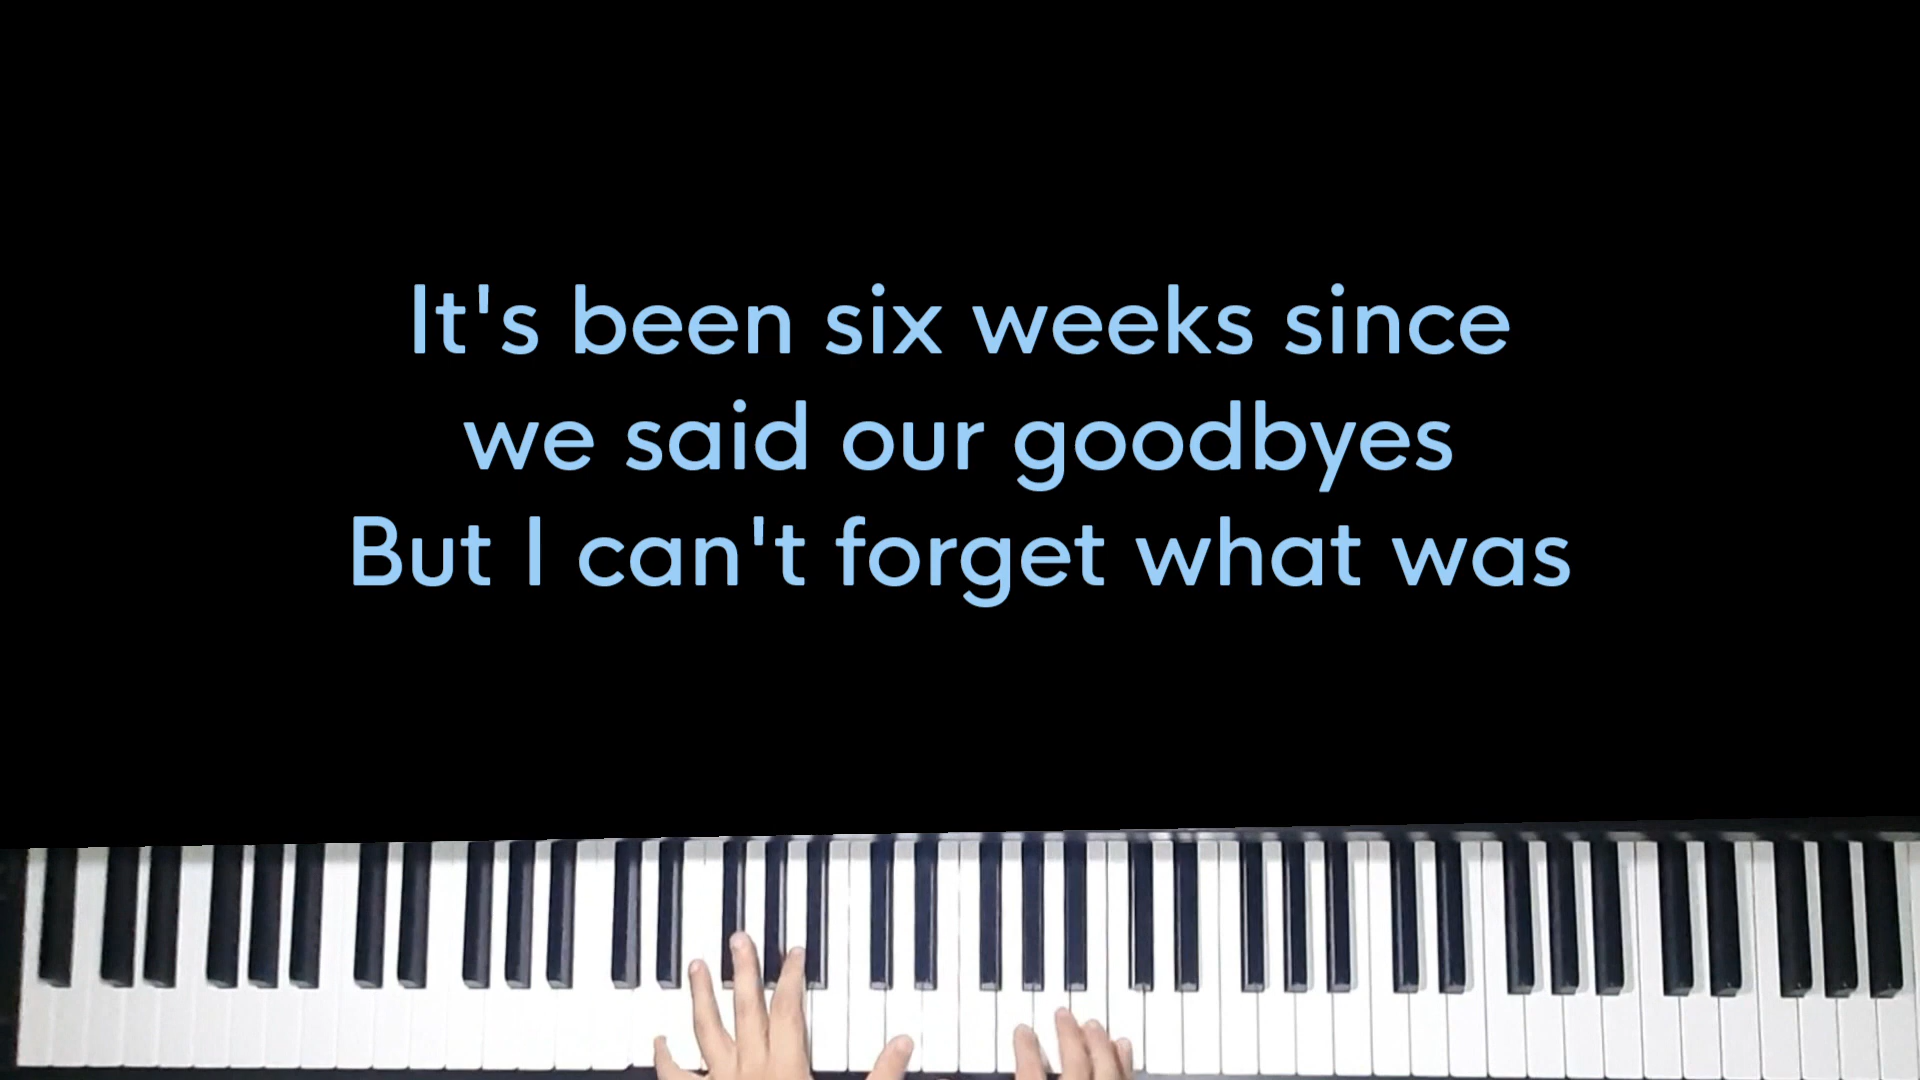 It's been six weeks since
we said our goodbyes
But I can't forget what was